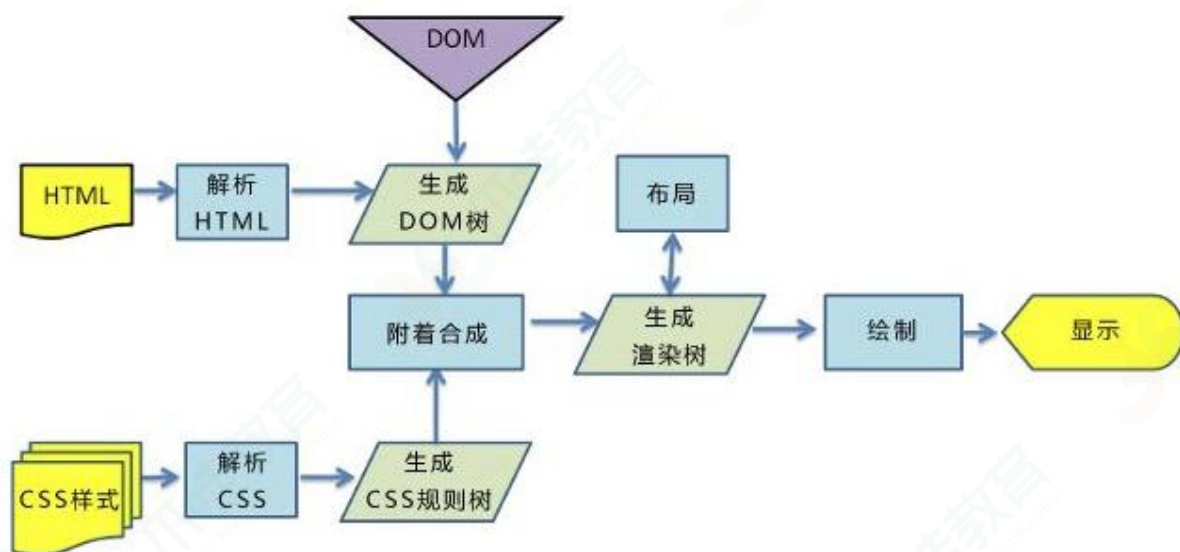 DOM
HTML
解析
HTML
生成
DOM树
布局
附着合成
生成
渲染树
绘制
显示
CSS样式
解析
CSS
生成
CSS规则树